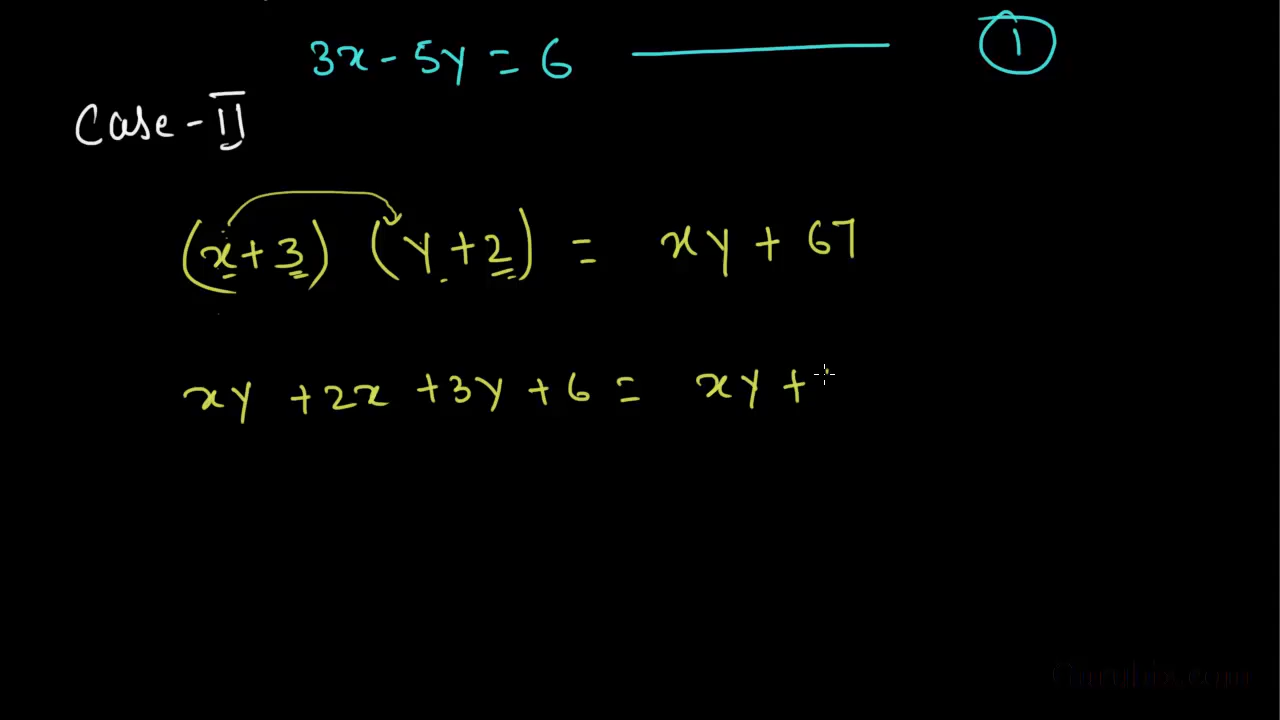 3x - 5y = 6 ——— ①
Case - II
(x + 3) (y + 2) = xy + 67
xy + 2x + 3y + 6 = xy +